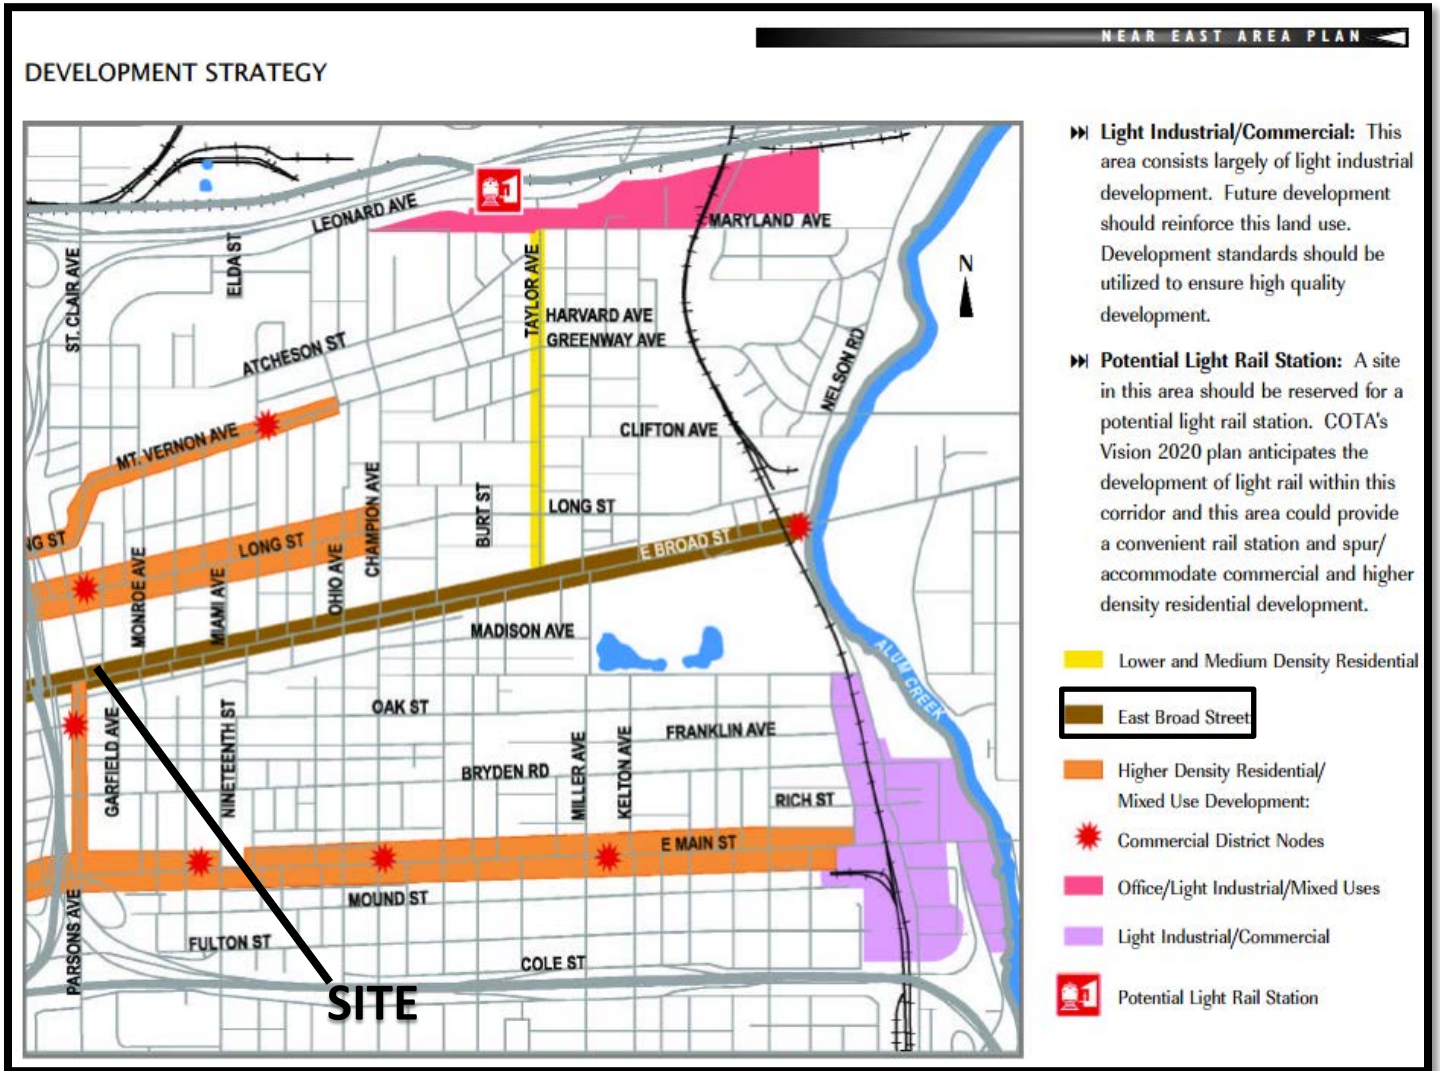 NEAR EAST AREA PLAN
DEVELOPMENT STRATEGY
LEONARD AVE
MARYLAND AVE
ST. CLAIR AVE
ELDA ST
TAYLOR AVE
HARVARD AVE
GREENWAY AVE
ATCHESON ST
N
NELSON RD
MT. VERNON AVE
CLIFTON AVE
CHAMPION AVE
BURT ST
LONG ST
NG ST
LONG ST
E BROAD ST
MONROE AVE
MIAMI AVE
OHIO AVE
MADISON AVE
ALUM CREEK
OAK ST
FRANKLIN AVE
GARFIELD AVE
NINETEENTH ST
BRYDEN RD
MILLER AVE
KELTON AVE
RICH ST
E MAIN ST
MOUND ST
PARSONS AVE
FULTON ST
COLE ST
SITE
Light Industrial/Commercial: This
area consists largely of light industrial
development. Future development
should reinforce this land use.
Development standards should be
utilized to ensure high quality
development.
Potential Light Rail Station: A site
in this area should be reserved for a
potential light rail station. COTA's
Vision 2020 plan anticipates the
development of light rail within this
corridor and this area could provide
a convenient rail station and spur/
accommodate commercial and higher
density residential development.
Lower and Medium Density Residential
East Broad Street:
Higher Density Residential/
Mixed Use Development:
Commercial District Nodes
Office/Light Industrial/Mixed Uses
Light Industrial/Commercial
Potential Light Rail Station